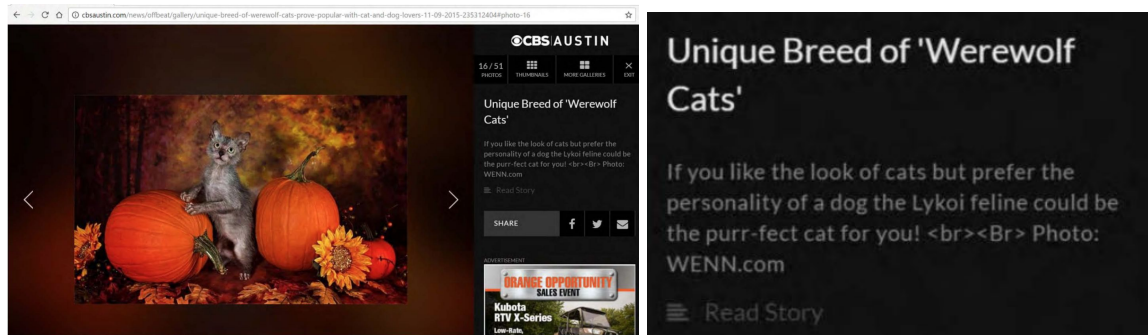 cbsaustin.com/news/offbeat/gallery/unique-breed-of-werewolf-cats-prove-popular-with-cat-and-dog-lovers-11-09-2015-235312404#photo-16
CBS AUSTIN
16/51
PHOTOS
THUMBNAILS
MORE GALLERIES
EXIT
Unique Breed of 'Werewolf
Cats'
If you like the look of cats but prefer the
personality of a dog the Lykoi feline could be
the purr-fect cat for you! <br><Br> Photo:
WENN.com
Read Story
SHARE
ADVERTISEMENT
ORANGE OPPORTUNITY
SALES EVENT
Kubota
RTV X-Series
Low-Rate,
Unique Breed of 'Werewolf
Cats'
If you like the look of cats but prefer the
personality of a dog the Lykoi feline could be
the purr-fect cat for you! <br><Br> Photo:
WENN.com
Read Story